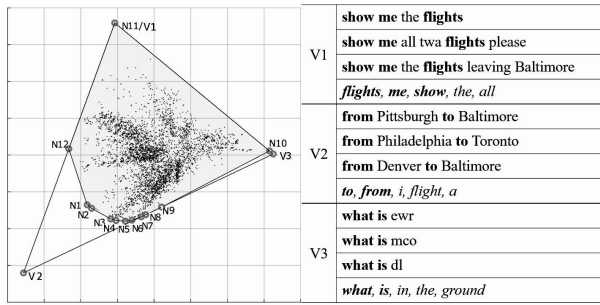 N11/V1
N12
N10
V3
N1
N2
N3
N4
N5
N6
N7
N8
N9
V2
V1
show me the flights
show me all twa flights please
show me the flights leaving Baltimore
flights, me, show, the, all
V2
from Pittsburgh to Baltimore
from Philadelphia to Toronto
from Denver to Baltimore
to, from, i, flight, a
V3
what is ewr
what is mco
what is dl
what, is, in, the, ground